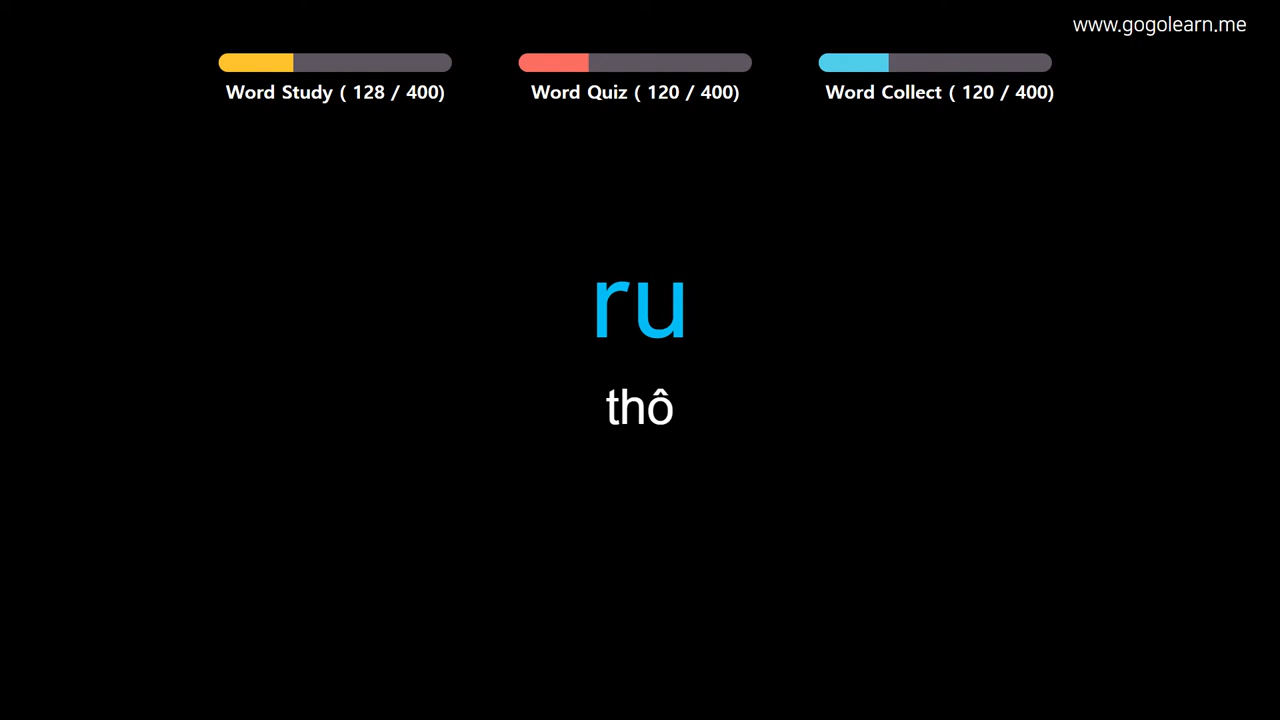 www.gogolearn.me
Word Study ( 128 / 400)
Word Quiz ( 120 / 400)
Word Collect ( 120 / 400)
ru
thô